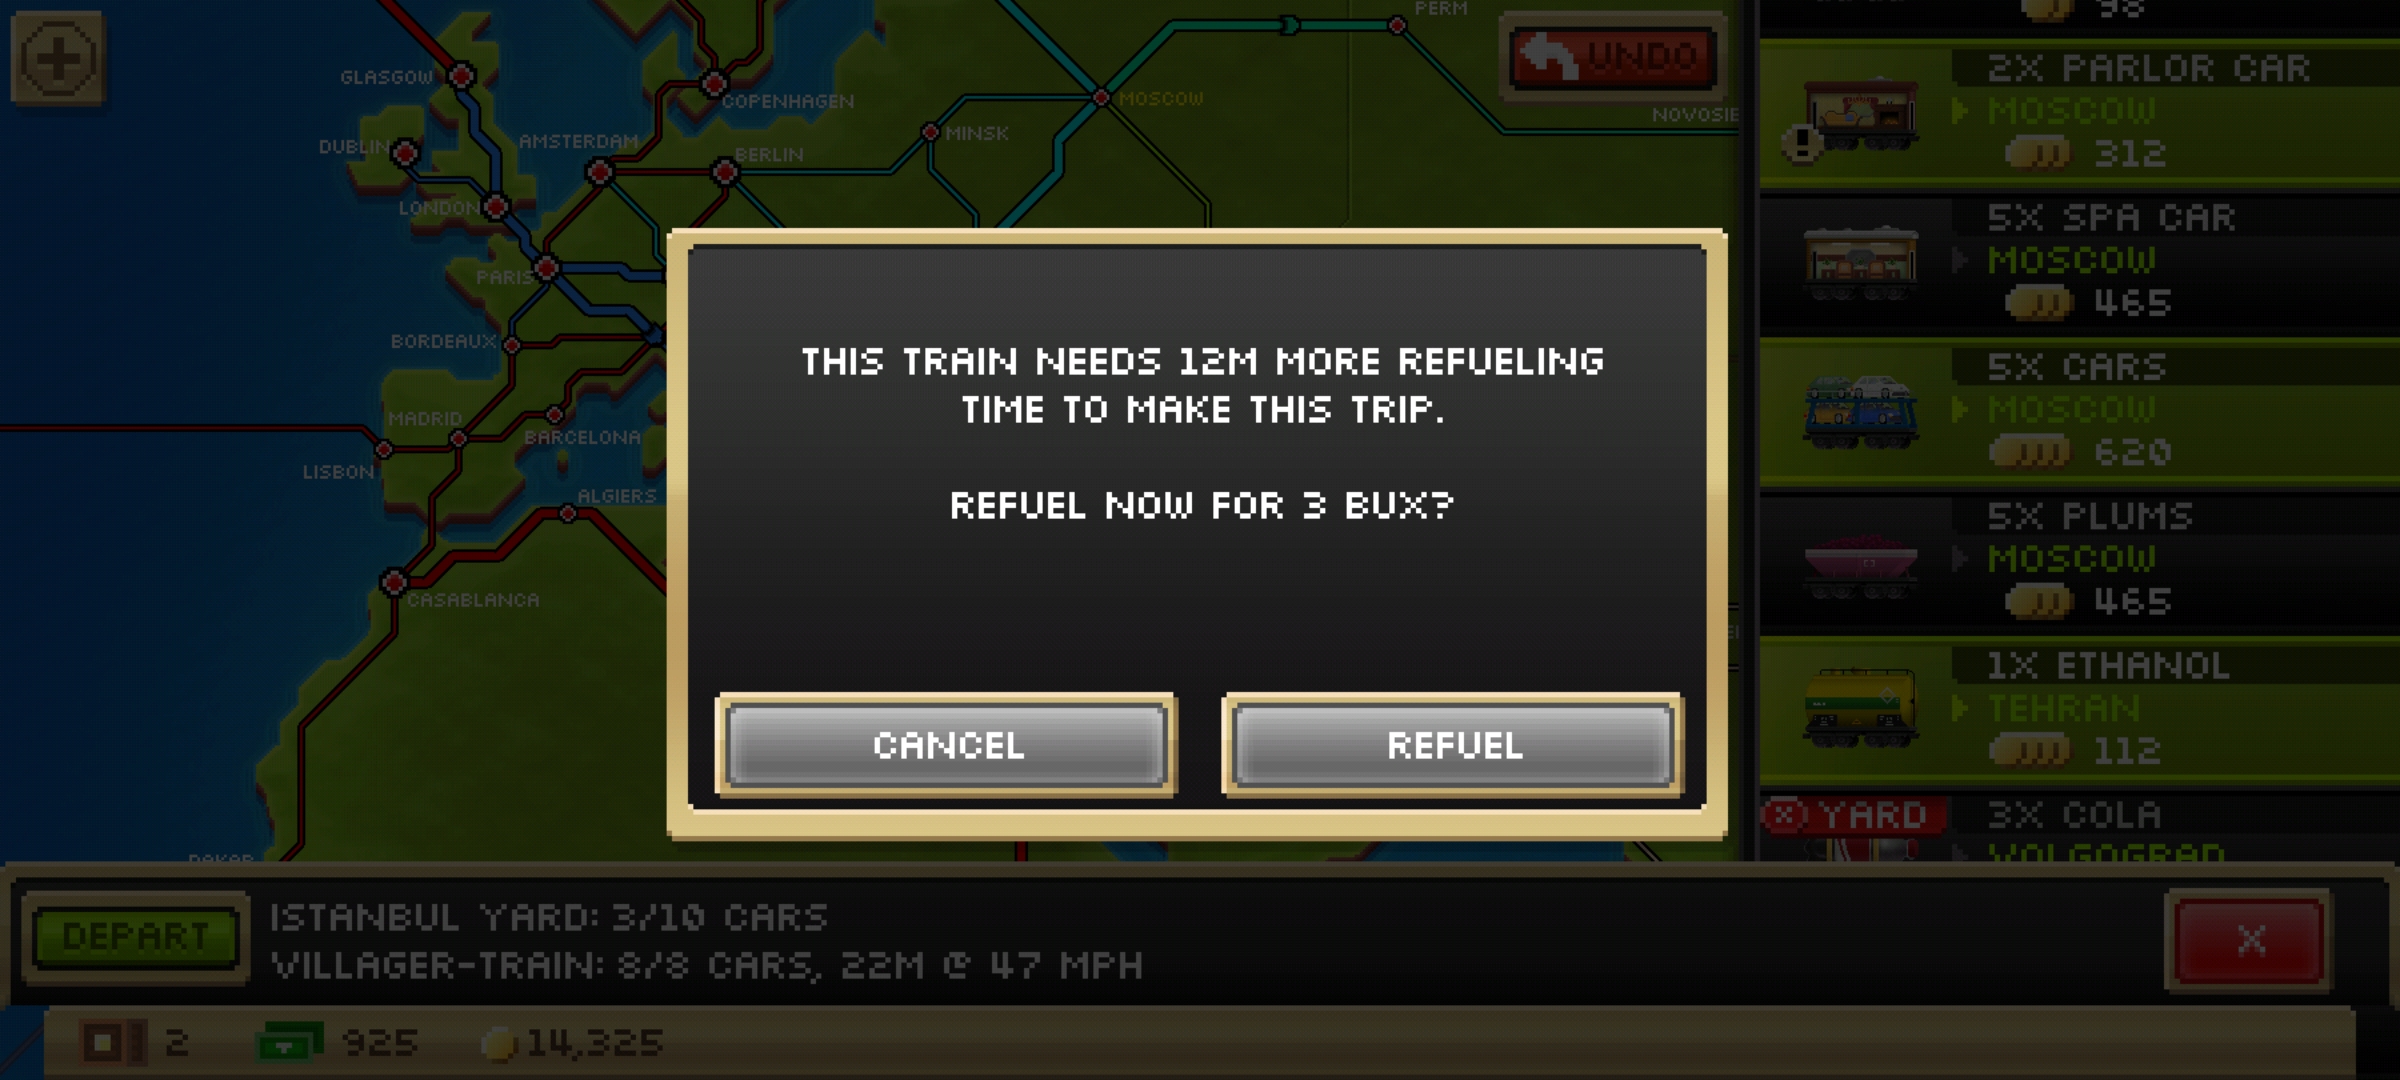 PERM
GLASGOW
COPENHAGEN
MOSCOW
UNDO
NOVOSIE
DUBLIN
AMSTERDAM
BERLIN
MINSK
LONDON
PARIS
BORDEAUX
MADRID
BARCELONA
LISBON
ALGIERS
CASABLANCA
DAKAR
THIS TRAIN NEEDS 12M MORE REFUELING
TIME TO MAKE THIS TRIP.
REFUEL NOW FOR 3 BUX?
CANCEL
REFUEL
98
2X PARLOR CAR
MOSCOW
312
5X SPA CAR
MOSCOW
465
5X CARS
MOSCOW
620
5X PLUMS
MOSCOW
465
1X ETHANOL
TEHRAN
112
YARD
3X COLA
VOLGOGRAD
DEPART
ISTANBUL YARD: 3/10 CARS
VILLAGER-TRAIN: 8/8 CARS, 22M @ 47 MPH
X
2
925
14,325